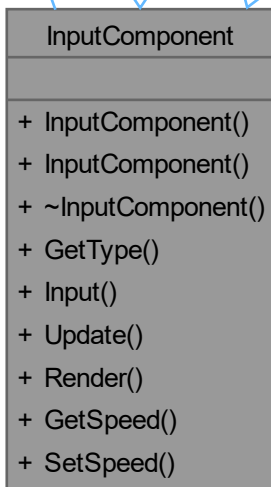 InputComponent
+ InputComponent()
+ InputComponent()
+ ~InputComponent()
+ GetType()
+ Input()
+ Update()
+ Render()
+ GetSpeed()
+ SetSpeed()